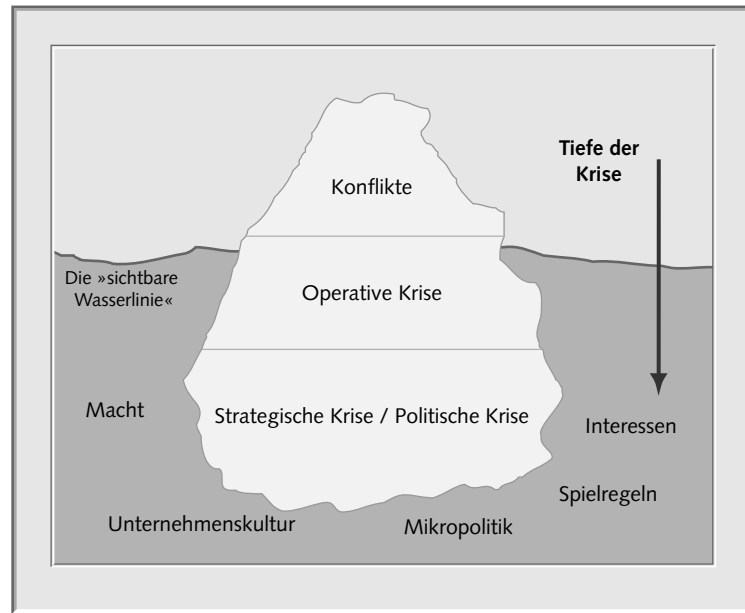 Tiefe der
Krise
Konflikte
Die »sichtbare
Wasserlinie«
Operative Krise
Macht
Strategische Krise / Politische Krise
Interessen
Spielregeln
Unternehmenskultur
Mikropolitik